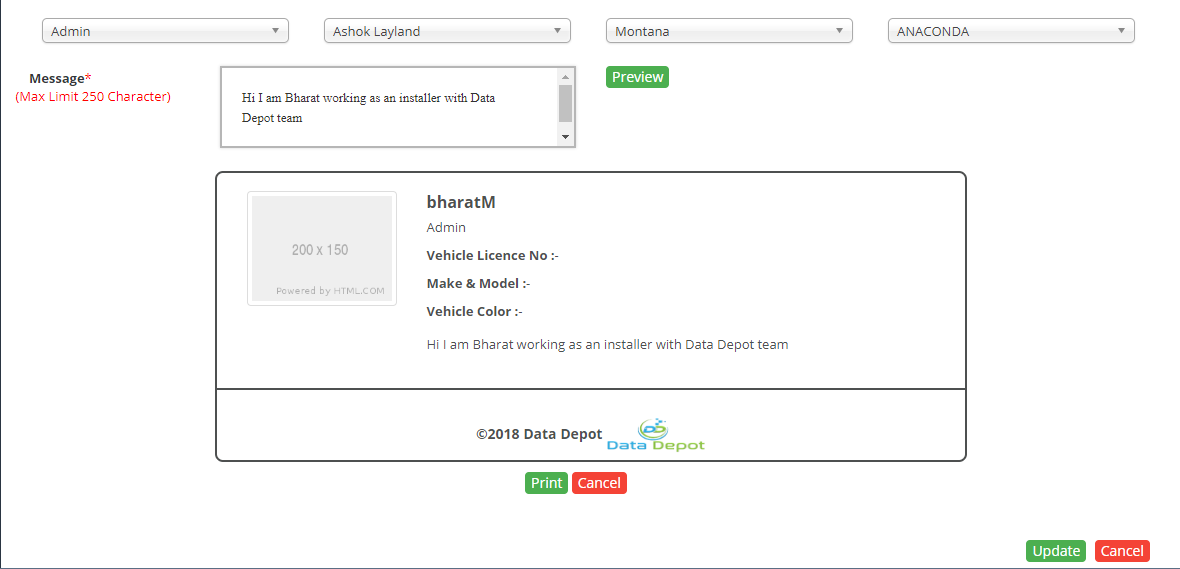 Admin Ashok Layland Montana ANACONDA
Message* Preview
(Max Limit 250 Character)
Hi I am Bharat working as an installer with Data
Depot team
200 x 150
Powered by HTML.COM
bharatM
Admin
Vehicle Licence No :-
Make & Model :-
Vehicle Color :-
Hi I am Bharat working as an installer with Data Depot team
©2018 Data Depot DD Data Depot
Print Cancel
Update Cancel